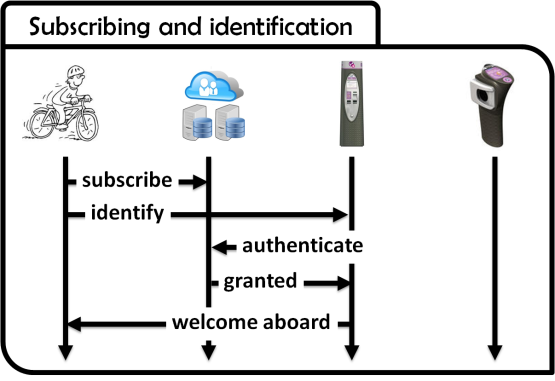 Subscribing and identification
subscribe
identify
authenticate
granted
welcome aboard